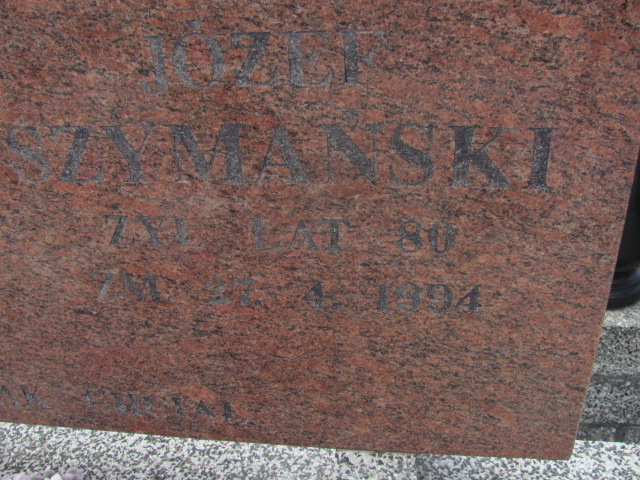 JÓZEF
SZYMAŃSKI
ŻYŁ LAT 80
ZM. 27. 4. 1994